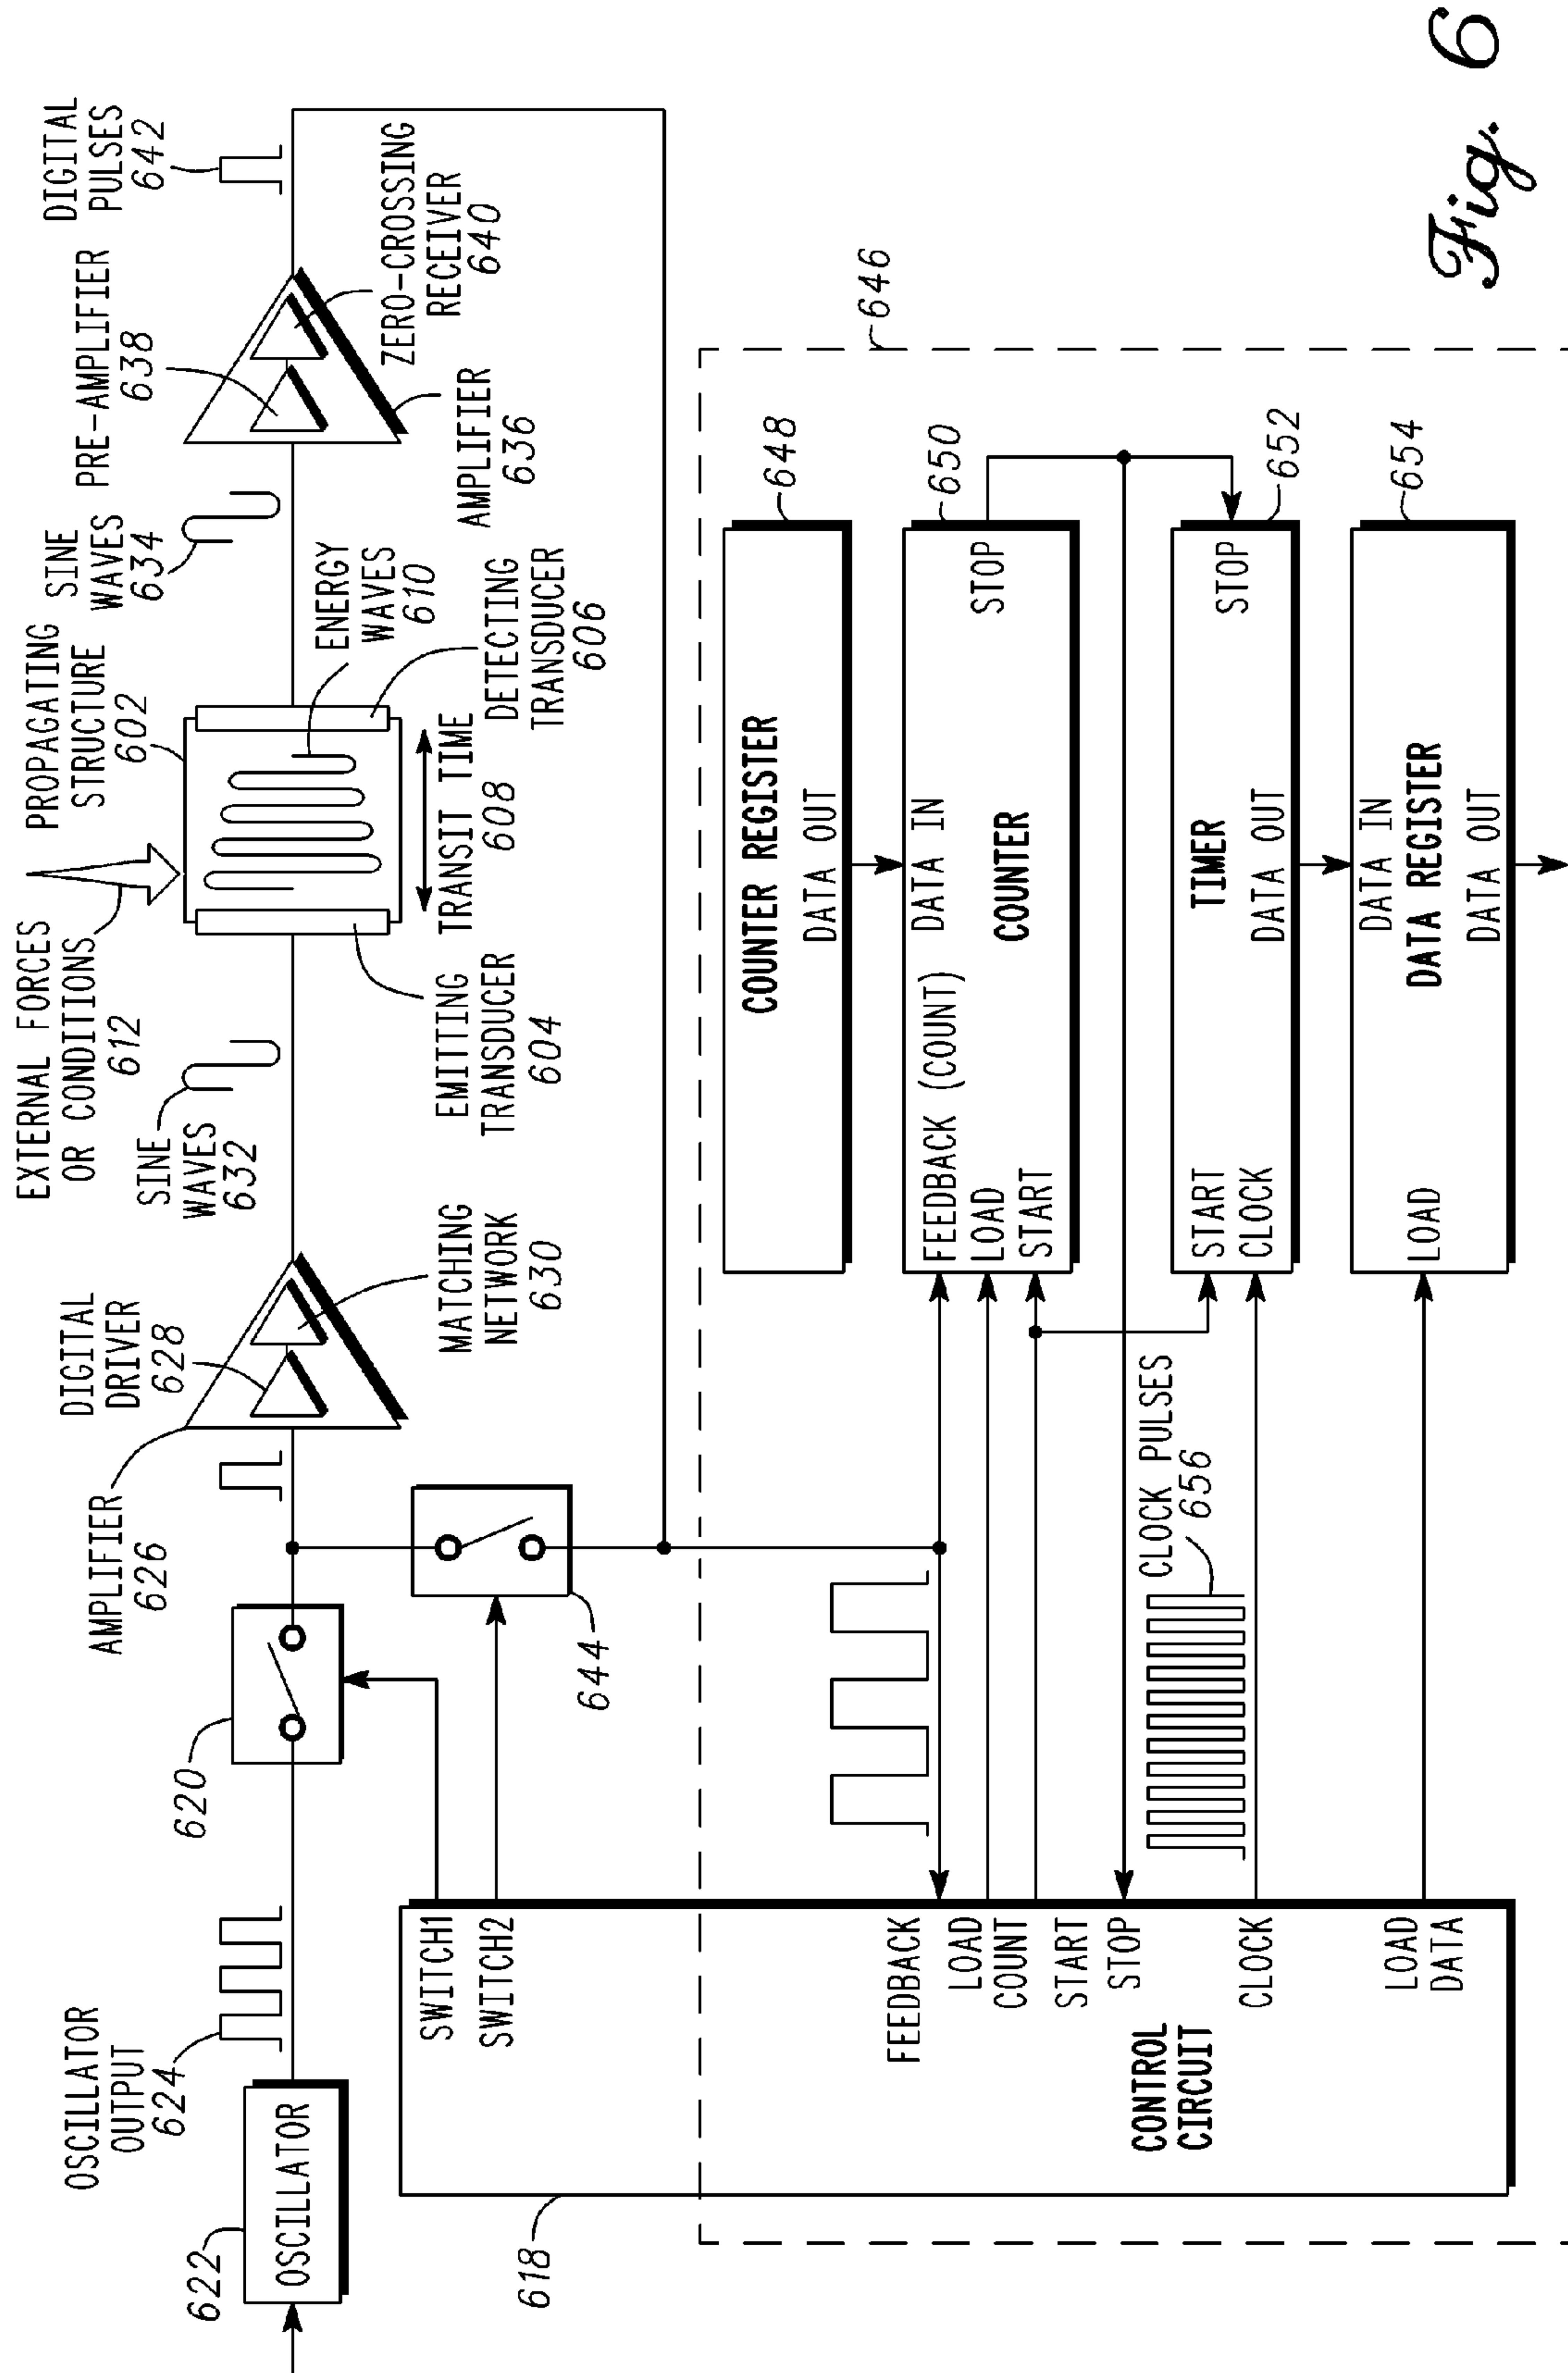 OSCILLATOR
OUTPUT
624
622
OSCILLATOR
620
AMPLIFIER
626
DIGITAL
DRIVER
628
MATCHING
NETWORK
630
644
EXTERNAL FORCES
OR CONDITIONS
612
SINE
WAVES
632
EMITTING
TRANSDUCER
604
PROPAGATING
STRUCTURE
602
TRANSIT TIME
608
ENERGY
WAVES
610
DETECTING
TRANSDUCER
606
SINE
WAVES
634
PRE-AMPLIFIER
638
AMPLIFIER
636
ZERO-CROSSING
RECEIVER
640
DIGITAL
PULSES
642
618
SWITCH1
SWITCH2
FEEDBACK
LOAD
COUNT
START
STOP
CLOCK
LOAD
DATA
CONTROL
CIRCUIT
CLOCK PULSES
656
646
COUNTER REGISTER
DATA OUT
648
FEEDBACK (COUNT)
DATA IN
LOAD
START
COUNTER
STOP
650
TIMER
START
CLOCK
DATA OUT
STOP
652
LOAD
DATA IN
DATA REGISTER
DATA OUT
654
Fig. 6